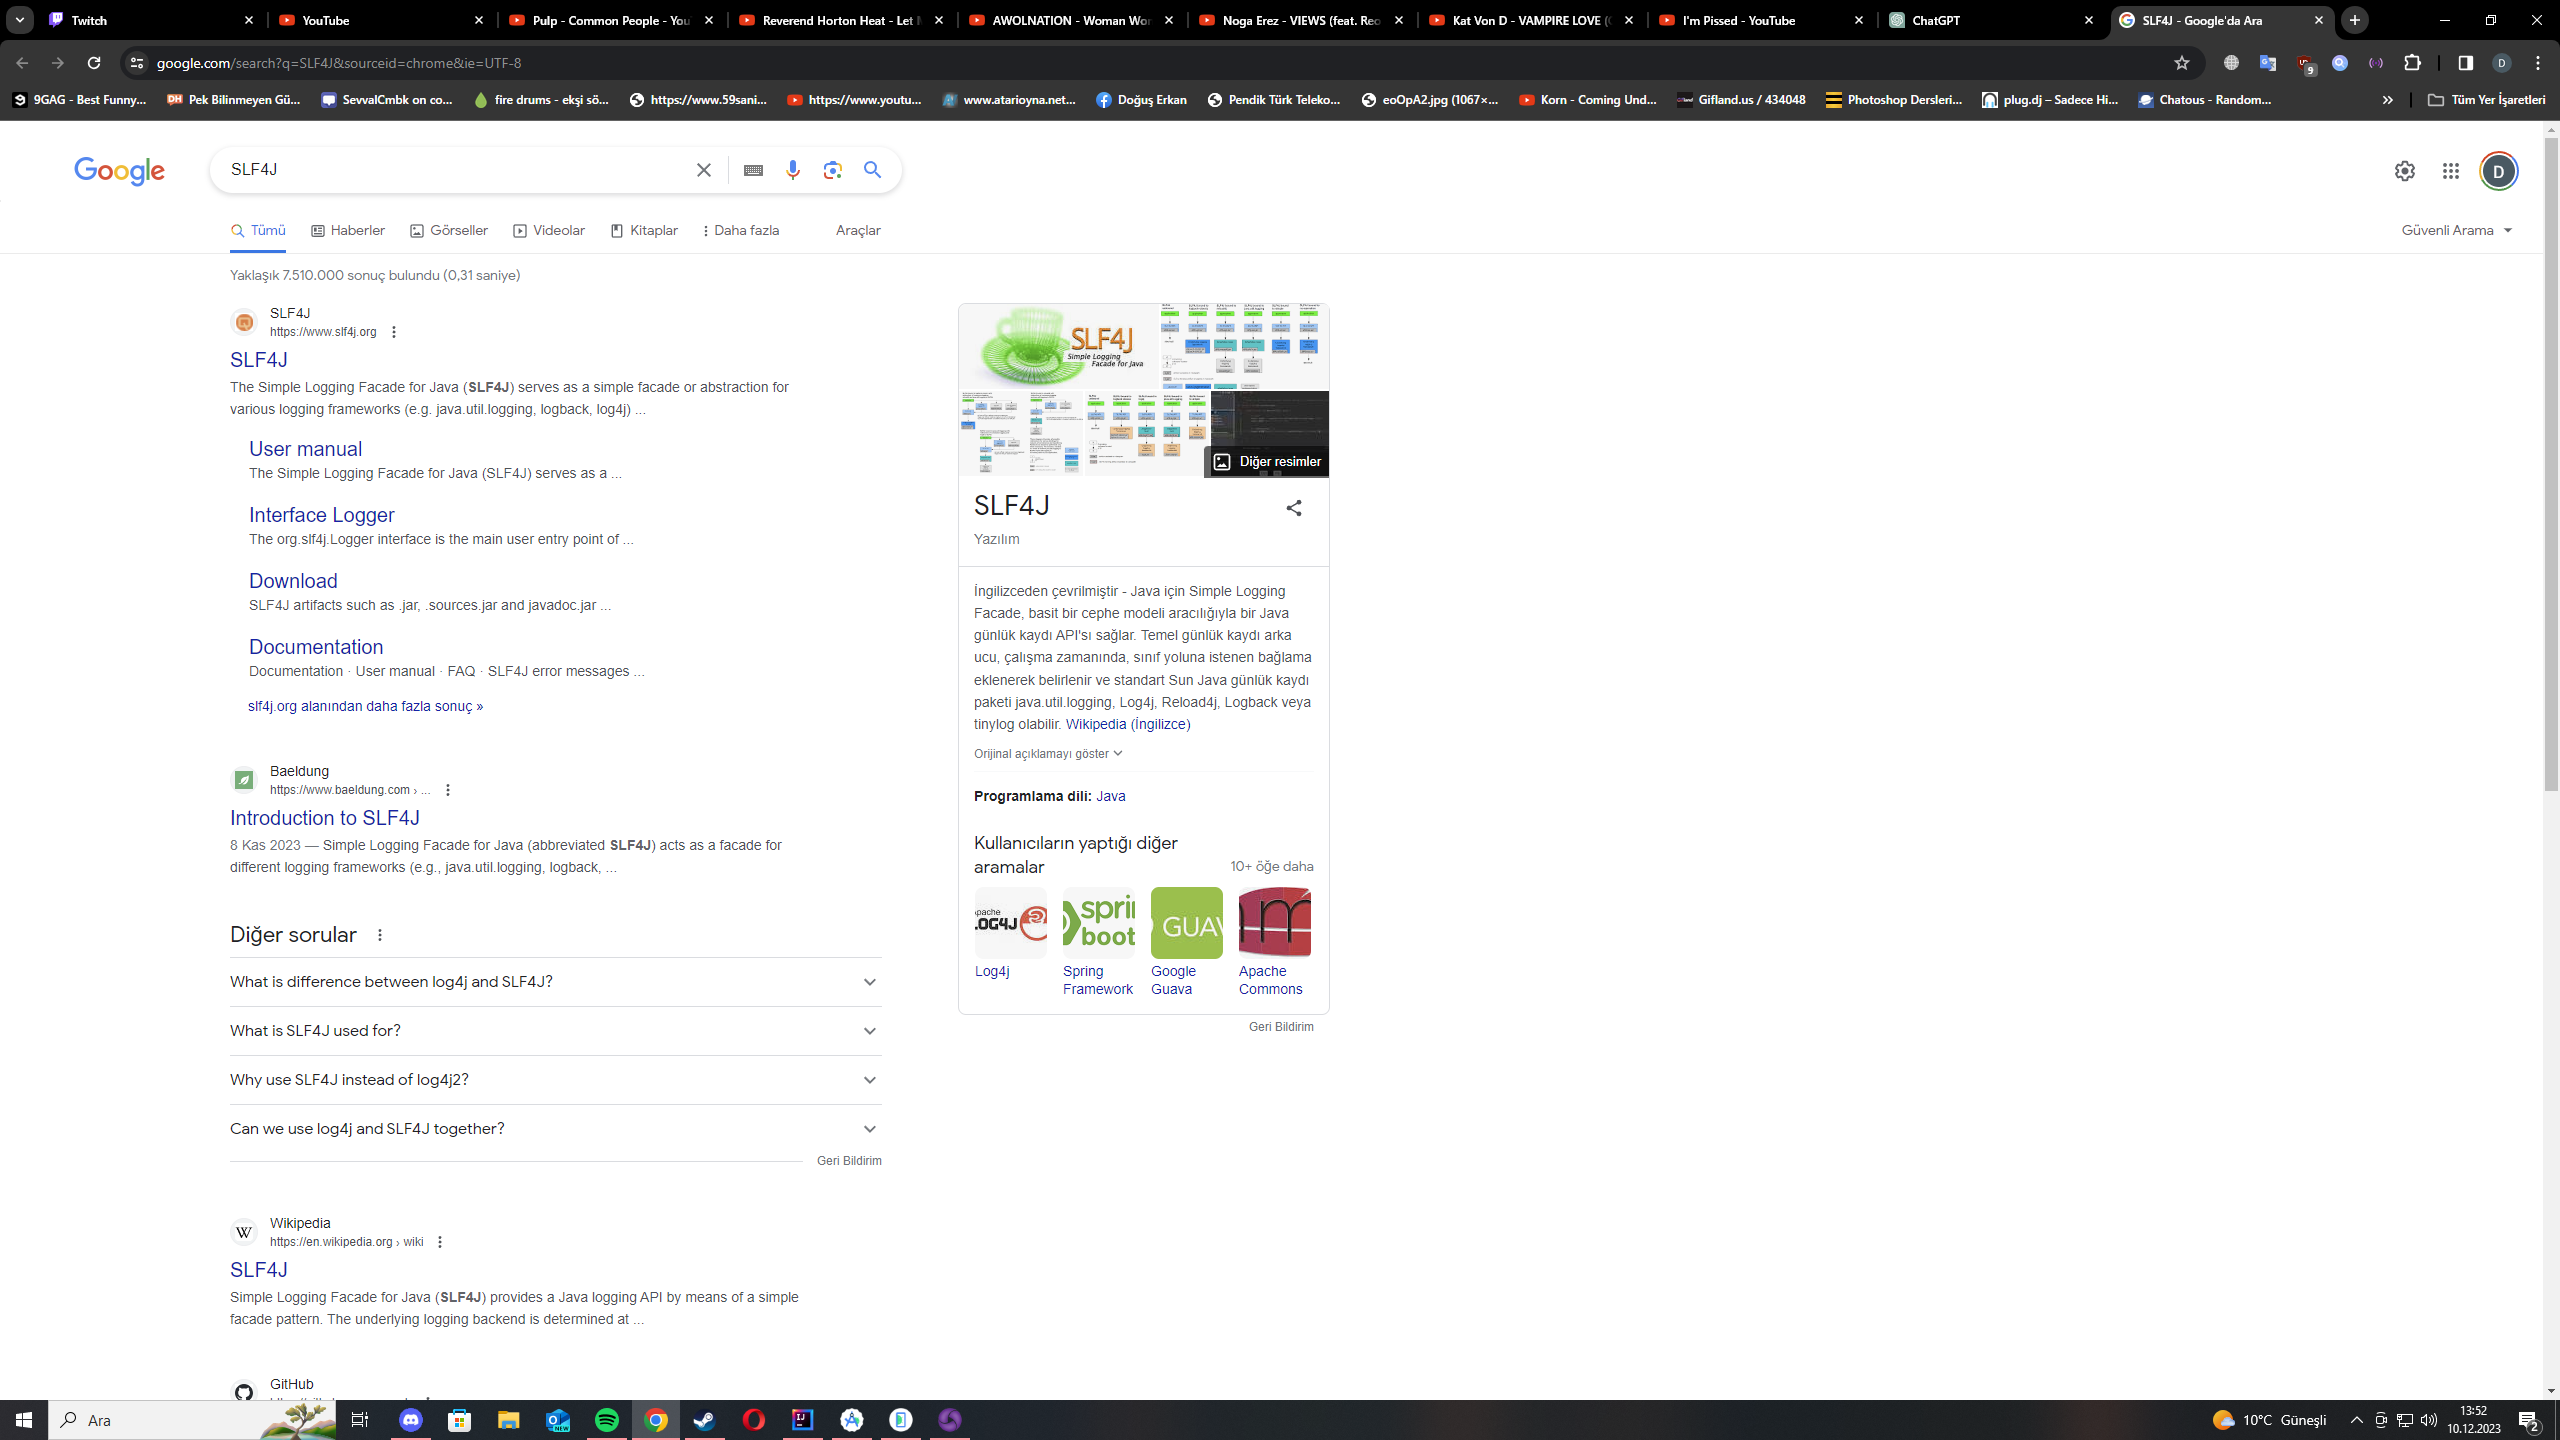 Twitch
YouTube
Pulp - Common People - You
Reverend Horton Heat - Let M
AWOLNATION - Woman Wor
Noga Erez - VIEWS (feat. Reo
Kat Von D - VAMPIRE LOVE (
I'm Pissed - YouTube
ChatGPT
SLF4J - Google'da Ara
google.com/search?q=SLF4J&sourceid=chrome&ie=UTF-8
9
D
9GAG - Best Funny...
Pek Bilinmeyen Gü...
SevvalCmbk on co...
fire drums - ekşi sö...
https://www.59sani...
https://www.youtu...
www.atarioyna.net...
Doğuş Erkan
Pendik Türk Teleko...
eoOpA2.jpg (1067×...
Korn - Coming Und...
Gifland.us / 434048
Photoshop Dersleri...
plug.dj – Sadece Hi...
Chatous - Random...
»
Tüm Yer İşaretleri
Google
SLF4J
D
Tümü
Haberler
Görseller
Videolar
Kitaplar
Daha fazla
Araçlar
Güvenli Arama
Yaklaşık 7.510.000 sonuç bulundu (0,31 saniye)
SLF4J
https://www.slf4j.org
SLF4J
The Simple Logging Facade for Java (SLF4J) serves as a simple facade or abstraction for
various logging frameworks (e.g. java.util.logging, logback, log4j) ...
User manual
The Simple Logging Facade for Java (SLF4J) serves as a ...
Interface Logger
The org.slf4j.Logger interface is the main user entry point of ...
Download
SLF4J artifacts such as .jar, .sources.jar and javadoc.jar ...
Documentation
Documentation · User manual · FAQ · SLF4J error messages ...
slf4j.org alanından daha fazla sonuç »
Baeldung
https://www.baeldung.com › ...
Introduction to SLF4J
8 Kas 2023 — Simple Logging Facade for Java (abbreviated SLF4J) acts as a facade for
different logging frameworks (e.g., java.util.logging, logback, ...
Diğer sorular
What is difference between log4j and SLF4J?
What is SLF4J used for?
Why use SLF4J instead of log4j2?
Can we use log4j and SLF4J together?
Geri Bildirim
W
Wikipedia
https://en.wikipedia.org › wiki
SLF4J
Simple Logging Facade for Java (SLF4J) provides a Java logging API by means of a simple
facade pattern. The underlying logging backend is determined at ...
GitHub
SLF4J
Simple Logging
Facade for Java
Diğer resimler
SLF4J
Yazılım
İngilizceden çevrilmiştir - Java için Simple Logging
Facade, basit bir cephe modeli aracılığıyla bir Java
günlük kaydı API'sı sağlar. Temel günlük kaydı arka
ucu, çalışma zamanında, sınıf yoluna istenen bağlama
eklenerek belirlenir ve standart Sun Java günlük kaydı
paketi java.util.logging, Log4j, Reload4j, Logback veya
tinylog olabilir. Wikipedia (İngilizce)
Orijinal açıklamayı göster
Programlama dili: Java
Kullanıcıların yaptığı diğer
aramalar
10+ öğe daha
Log4j
Spring
Framework
Google
Guava
Apache
Commons
Geri Bildirim
Ara
10°C Güneşli
13:52
10.12.2023
2